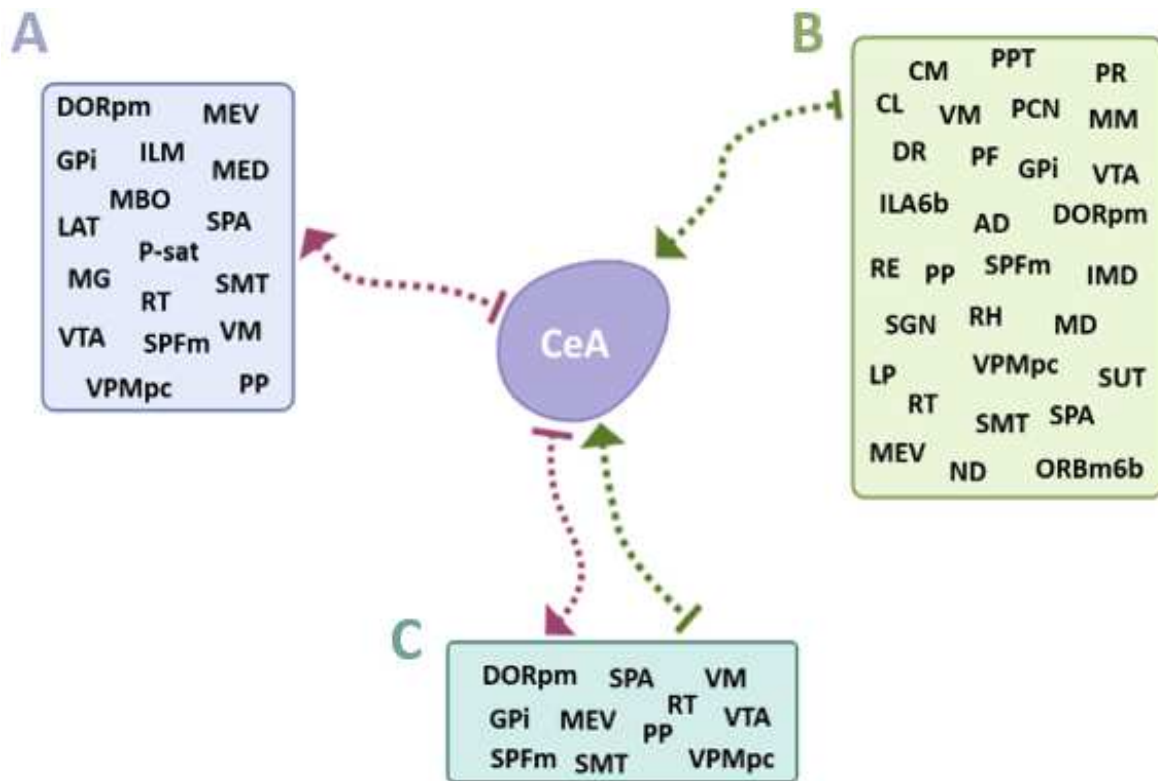 A
DORpm MEV
GPi ILM MED
MBO
LAT SPA
P-sat
MG SMT
RT
VTA SPFm VM
VPMpc PP
B
CM PPT PR
CL VM PCN MM
DR PF GPi VTA
ILA6b AD DORpm
RE PP SPFm IMD
SGN RH MD
LP VPMpc SUT
RT SMT SPA
MEV ND ORBm6b
CeA
C
DORpm SPA VM
GPi MEV RT VTA
PP
SPFm SMT VPMpc